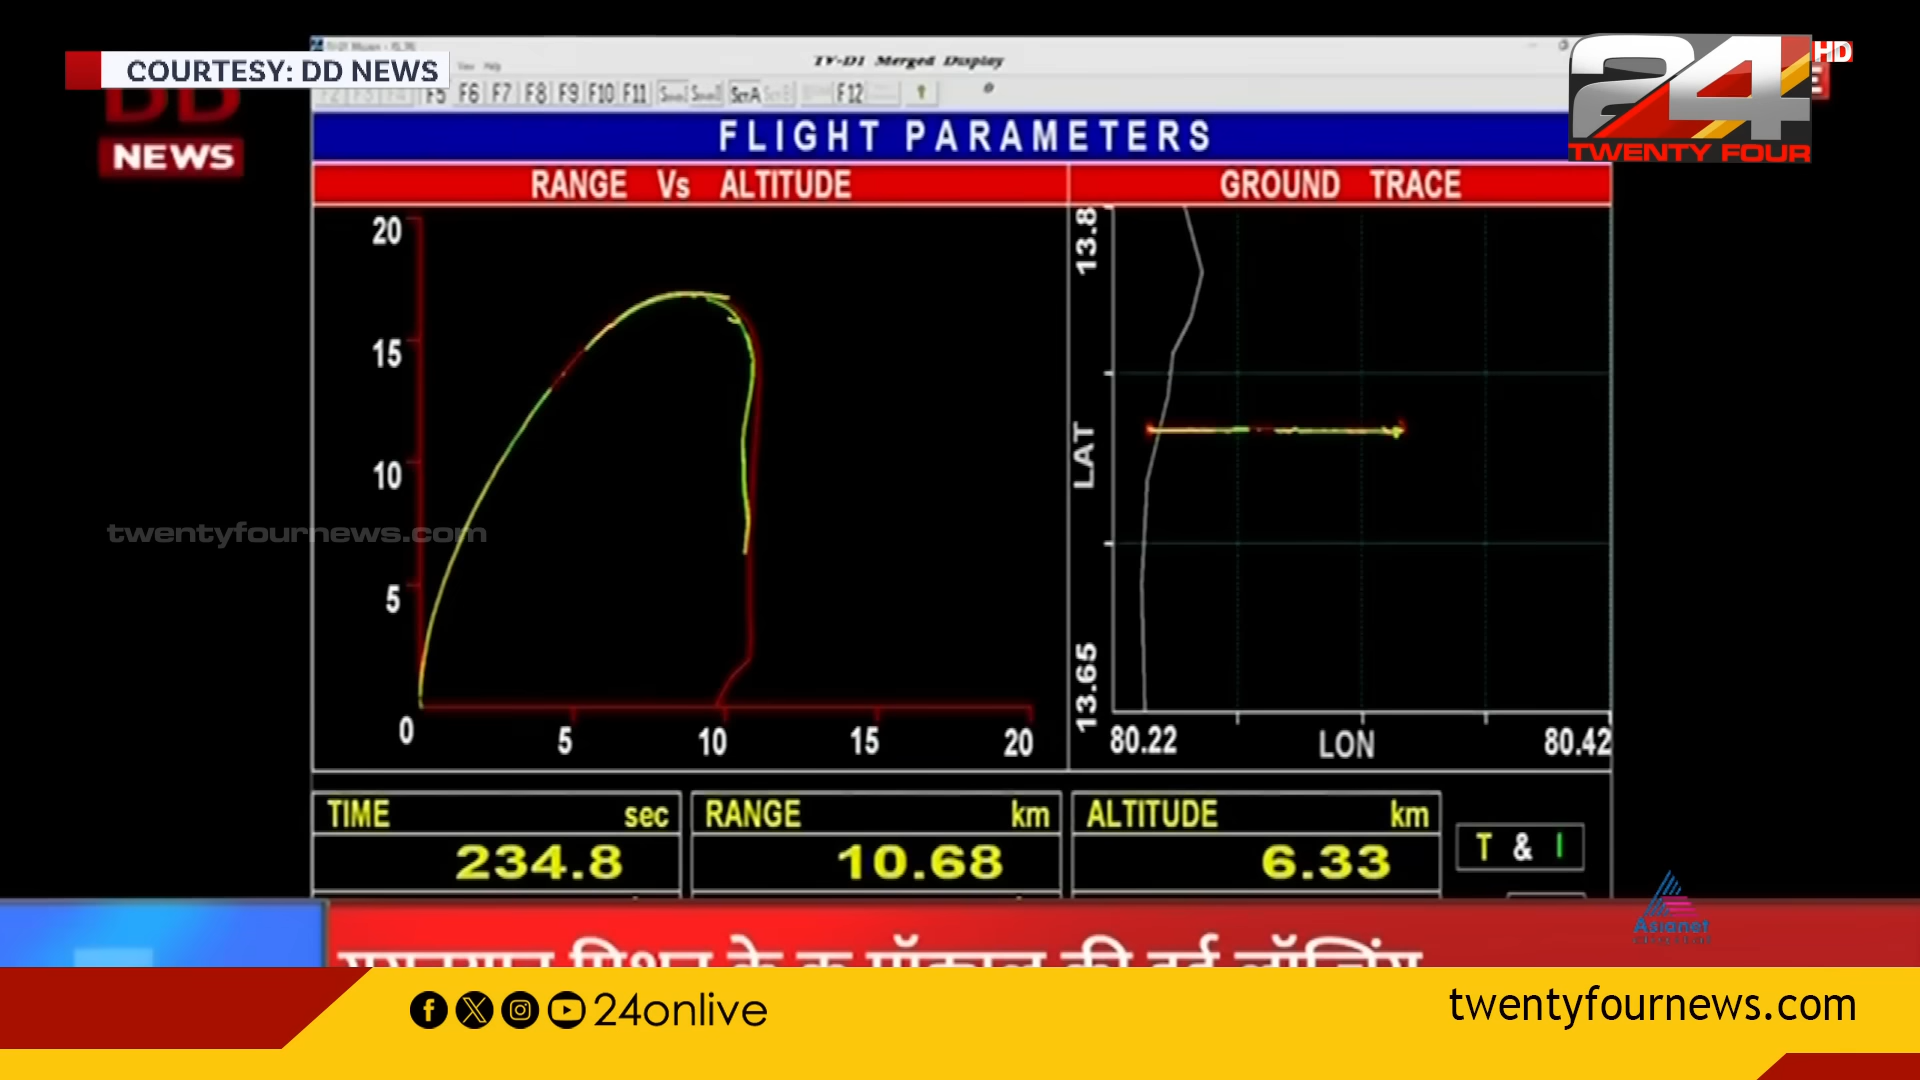 COURTESY: DD NEWS
TV-D1 Merged Display
24 HD
TWENTY FOUR
DD
NEWS
F5 F6 F7 F8 F9 F10 F11 F12
FLIGHT PARAMETERS
RANGE Vs ALTITUDE
GROUND TRACE
20
15
10
5
0
5 10 15 20
13.8
LAT
13.65
80.22 LON 80.42
twentyfournews.com
TIME sec
234.8
RANGE km
10.68
ALTITUDE km
6.33
T & I
Asianet
24onlive
twentyfournews.com